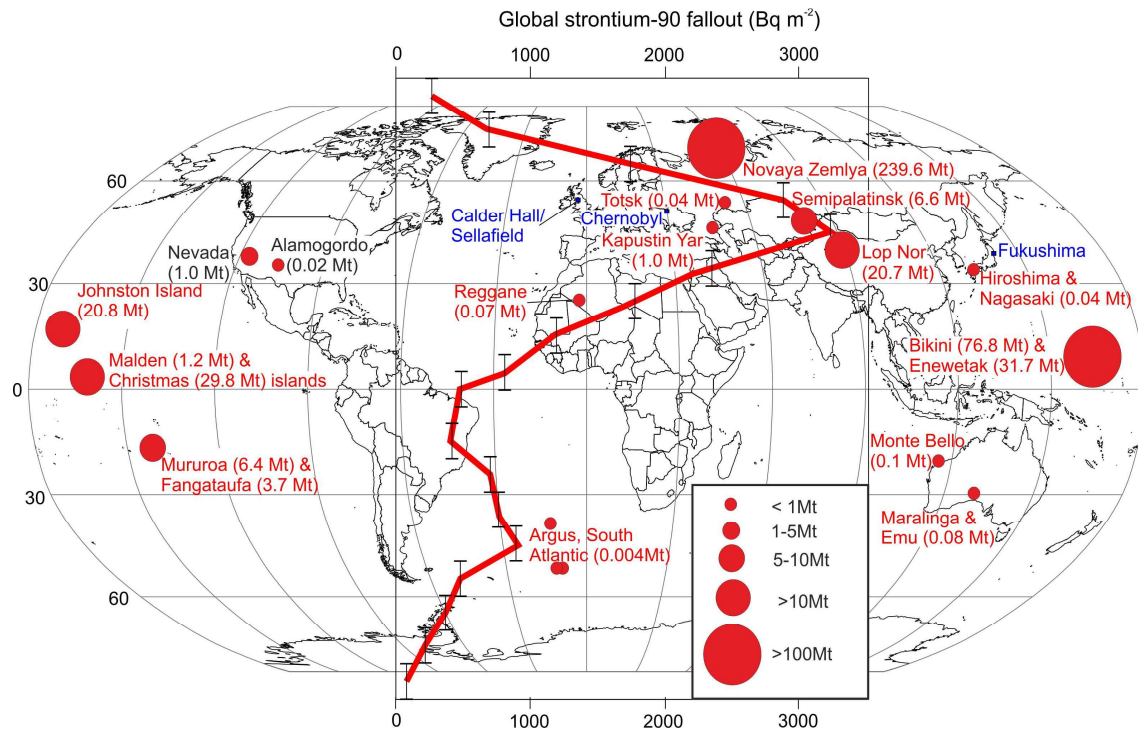 Global strontium-90 fallout (Bq m⁻²)
0 1000 2000 3000
60
30
0
30
60
Novaya Zemlya (239.6 Mt)
Totsk (0.04 Mt)
Semipalatinsk (6.6 Mt)
Calder Hall/
Sellafield
Chernobyl
Kapustin Yar
(1.0 Mt)
Lop Nor
(20.7 Mt)
Fukushima
Hiroshima &
Nagasaki (0.04 Mt)
Nevada
(1.0 Mt)
Alamogordo
(0.02 Mt)
Johnston Island
(20.8 Mt)
Reggane
(0.07 Mt)
Malden (1.2 Mt) &
Christmas (29.8 Mt) islands
Bikini (76.8 Mt) &
Enewetak (31.7 Mt)
Mururoa (6.4 Mt) &
Fangataufa (3.7 Mt)
Monte Bello
(0.1 Mt)
Maralinga &
Emu (0.08 Mt)
Argus, South
Atlantic (0.004Mt)
< 1Mt
1-5Mt
5-10Mt
>10Mt
>100Mt
0 1000 2000 3000